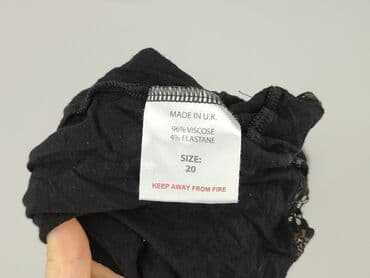 MADE IN U.K.
96% VISCOSE
4% ELASTANE
SIZE:
20
KEEP AWAY FROM FIRE